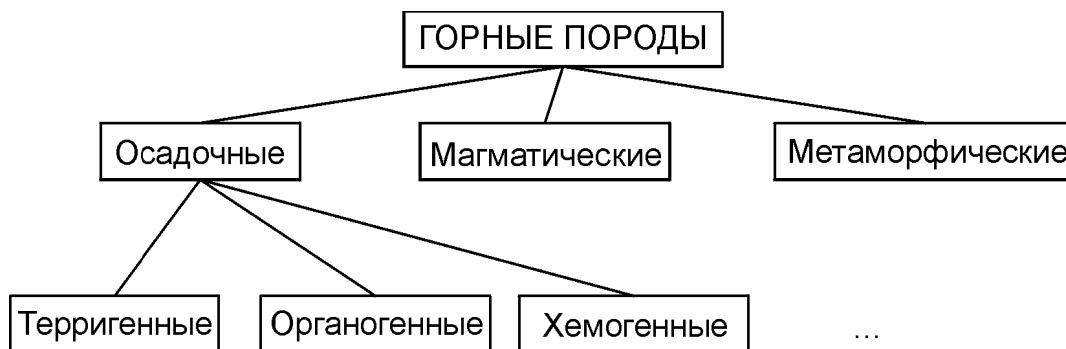 ГОРНЫЕ ПОРОДЫ
Осадочные Магматические Метаморфические
Терригенные Органогенные Хемогенные ...